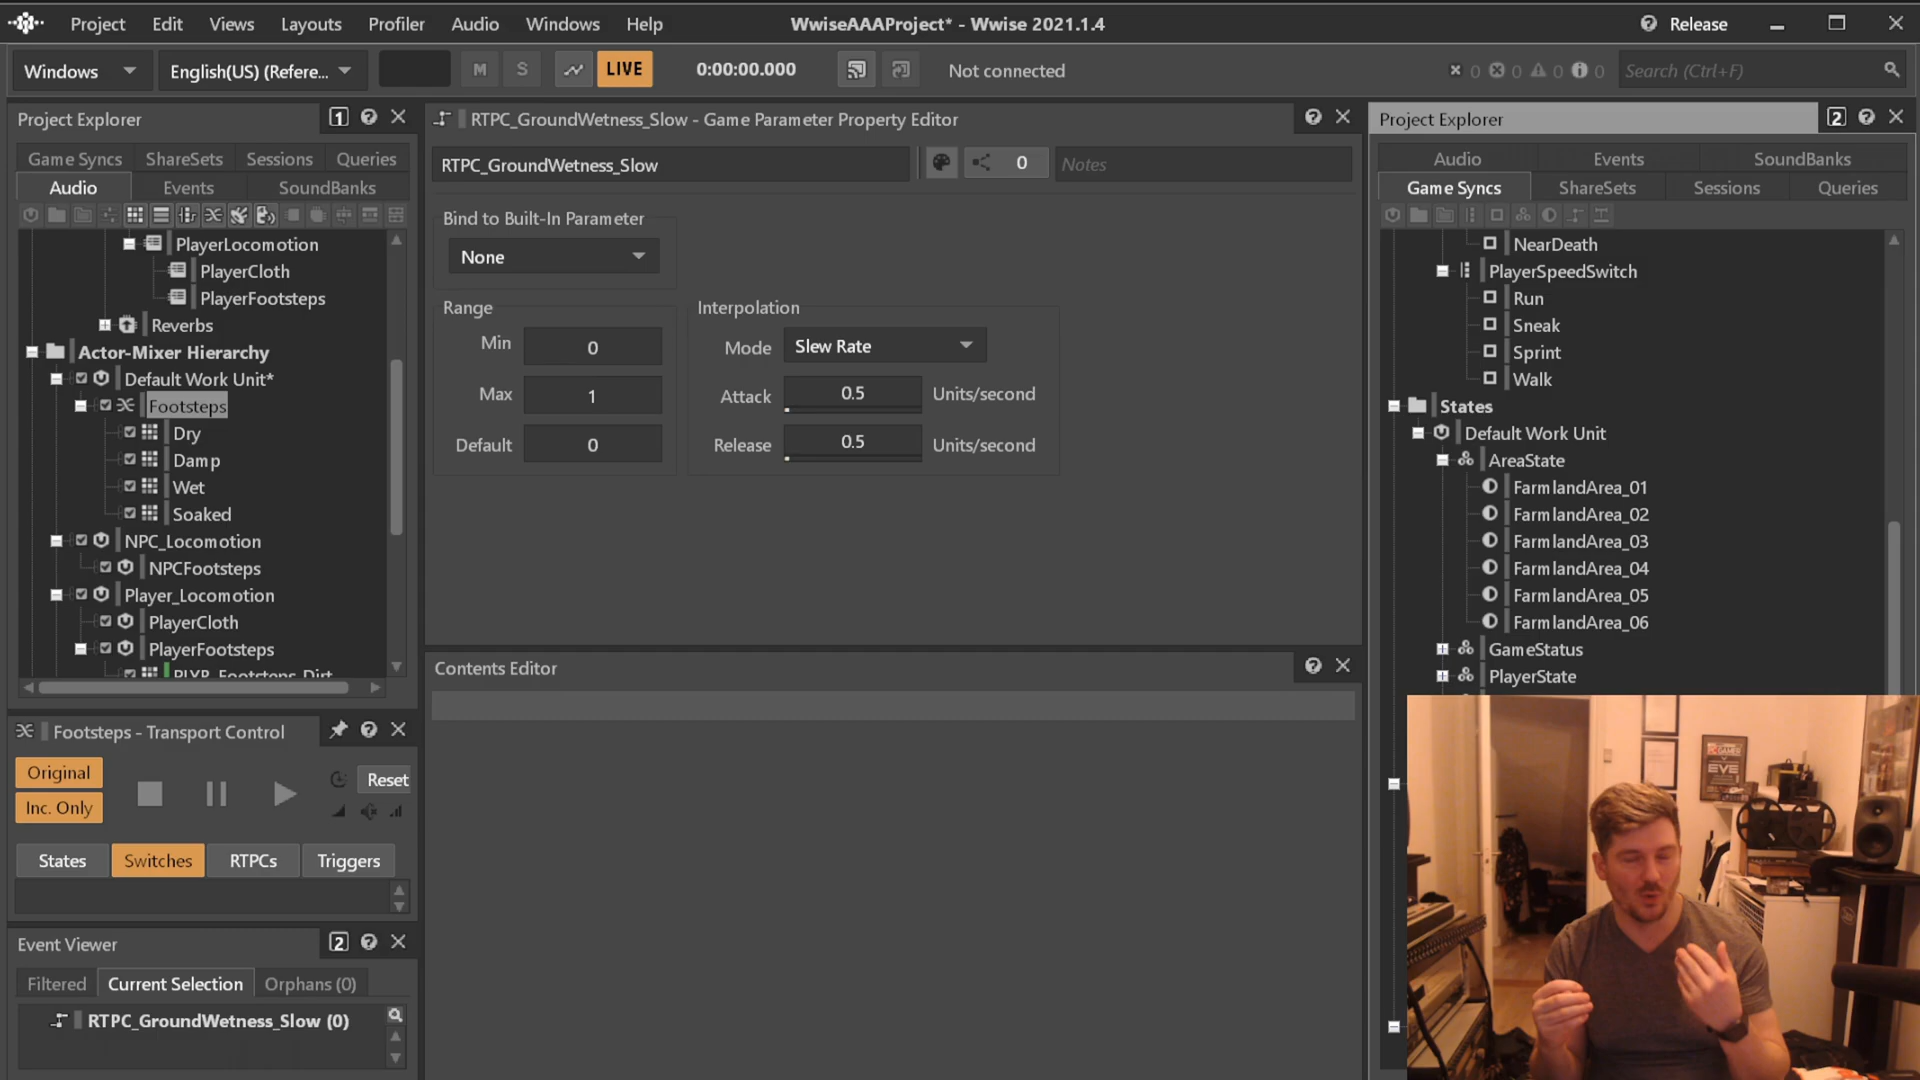 Project Edit Views Layouts Profiler Audio Windows Help
WwiseAAAProject* - Wwise 2021.1.4
Release
Windows
English(US) (Refere...
M S
LIVE
0:00:00.000
Not connected
0 0 0 0
Search (Ctrl+F)
Project Explorer
1
Game Syncs ShareSets Sessions Queries
Audio Events SoundBanks
PlayerLocomotion
PlayerCloth
PlayerFootsteps
Reverbs
Actor-Mixer Hierarchy
Default Work Unit*
Footsteps
Dry
Damp
Wet
Soaked
NPC_Locomotion
NPCFootsteps
Player_Locomotion
PlayerCloth
PlayerFootsteps
PLYR_Footsteps_Dirt
Footsteps - Transport Control
Original
Inc. Only
Reset
States Switches RTPCs Triggers
Event Viewer
2
Filtered Current Selection Orphans (0)
RTPC_GroundWetness_Slow (0)
RTPC_GroundWetness_Slow - Game Parameter Property Editor
RTPC_GroundWetness_Slow
0
Notes
Bind to Built-In Parameter
None
Range
Min 0
Max 1
Default 0
Interpolation
Mode Slew Rate
Attack 0.5 Units/second
Release 0.5 Units/second
Contents Editor
Project Explorer
2
Audio Events SoundBanks
Game Syncs ShareSets Sessions Queries
NearDeath
PlayerSpeedSwitch
Run
Sneak
Sprint
Walk
States
Default Work Unit
AreaState
FarmlandArea_01
FarmlandArea_02
FarmlandArea_03
FarmlandArea_04
FarmlandArea_05
FarmlandArea_06
GameStatus
PlayerState
EVE